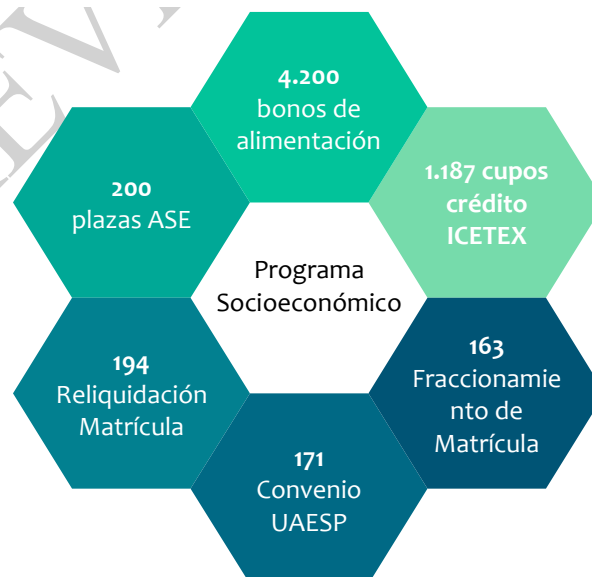 4.200
bonos de
alimentación
1.187 cupos
crédito
ICETEX
200
plazas ASE
Programa
Socioeconómico
163
Fraccionamie
nto de
Matrícula
194
Reliquidación
Matrícula
171
Convenio
UAESP